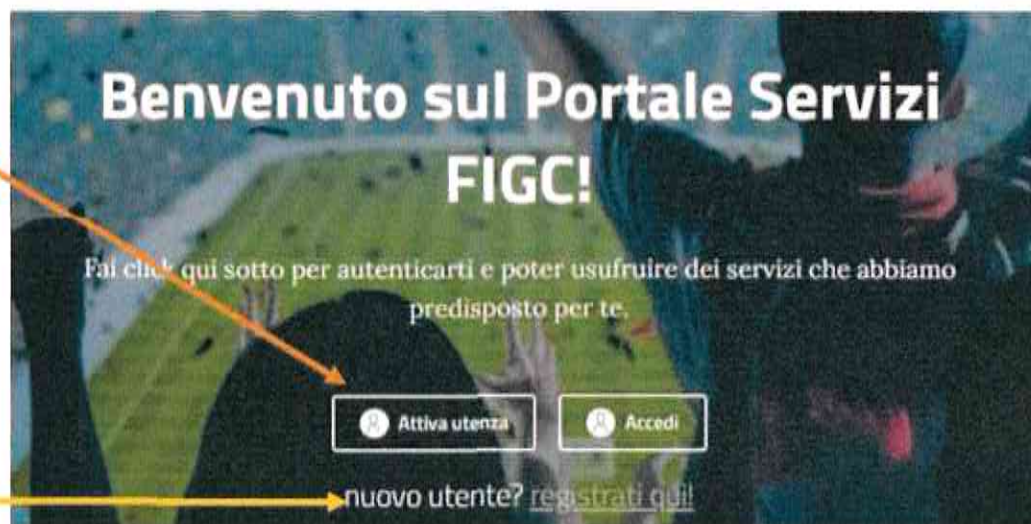 Benvenuto sul Portale Servizi
FIGC!
Fai click qui sotto per autenticarti e poter usufruire dei servizi che abbiamo
predisposto per te.
Attiva utenza
Accedi
nuovo utente? registrati qui!